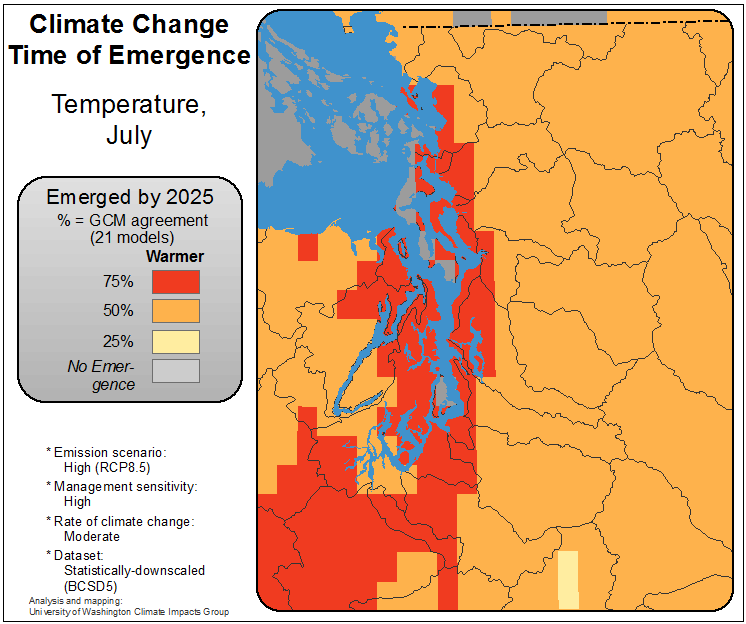 Climate Change
Time of Emergence
Temperature,
July
Emerged by 2025
% = GCM agreement
(21 models)
Warmer
75%
50%
25%
No Emer-
gence
* Emission scenario:
High (RCP8.5)
* Management sensitivity:
High
* Rate of climate change:
Moderate
* Dataset:
Statistically-downscaled
(BCSD5)
Analysis and mapping:
University of Washington Climate Impacts Group